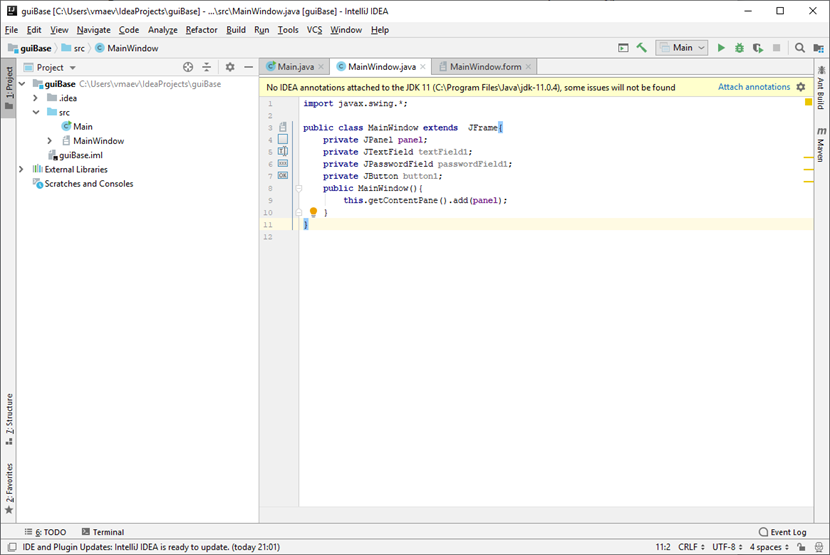 guiBase [C:\Users\vmaev\IdeaProjects\guiBase] - ...\src\MainWindow.java [guiBase] - IntelliJ IDEA
File Edit View Navigate Code Analyze Refactor Build Run Tools VCS Window Help
guiBase src MainWindow Main
Project
Main.java MainWindow.java MainWindow.form
1: Project
guiBase C:\Users\vmaev\IdeaProjects\guiBase
.idea
src
Main
MainWindow
guiBase.iml
External Libraries
Scratches and Consoles
7: Structure
2: Favorites
No IDEA annotations attached to the JDK 11 (C:\Program Files\Java\jdk-11.0.4), some issues will not be found Attach annotations
1 import javax.swing.*;
2
3 public class MainWindow extends  JFrame{
4 private JPanel panel;
5 private JTextField textField1;
6 private JPasswordField passwordField1;
7 private JButton button1;
8 public MainWindow(){
9 this.getContentPane().add(panel);
10 }
11 }
12
Ant Build
Maven
6: TODO Terminal Event Log
IDE and Plugin Updates: IntelliJ IDEA is ready to update. (today 21:01) 11:2 CRLF UTF-8 4 spaces